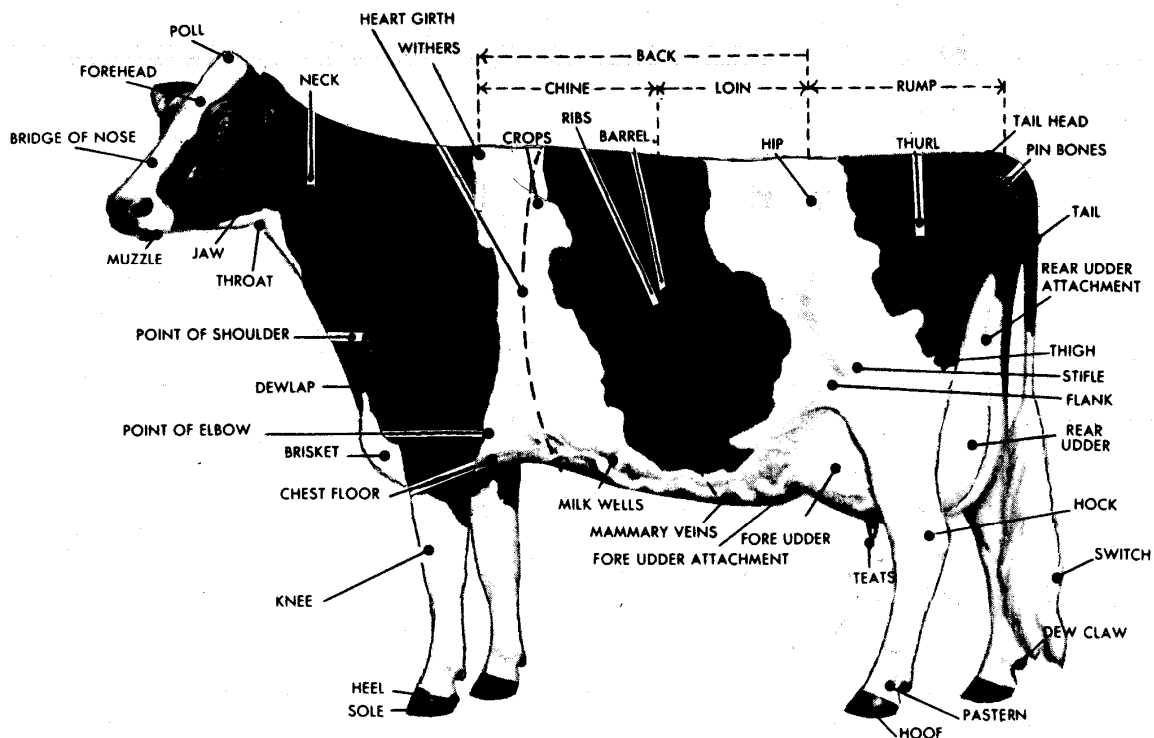 HEART GIRTH
POLL
WITHERS
BACK
FOREHEAD
NECK
CHINE
LOIN
RUMP
RIBS
BRIDGE OF NOSE
CROPS
BARREL
HIP
THURL
TAIL HEAD
PIN BONES
TAIL
MUZZLE
JAW
THROAT
REAR UDDER
ATTACHMENT
POINT OF SHOULDER
THIGH
STIFLE
DEWLAP
FLANK
POINT OF ELBOW
REAR
UDDER
BRISKET
CHEST FLOOR
MILK WELLS
HOCK
MAMMARY VEINS
FORE UDDER
FORE UDDER ATTACHMENT
SWITCH
TEATS
KNEE
DEW CLAW
HEEL
SOLE
PASTERN
HOOF